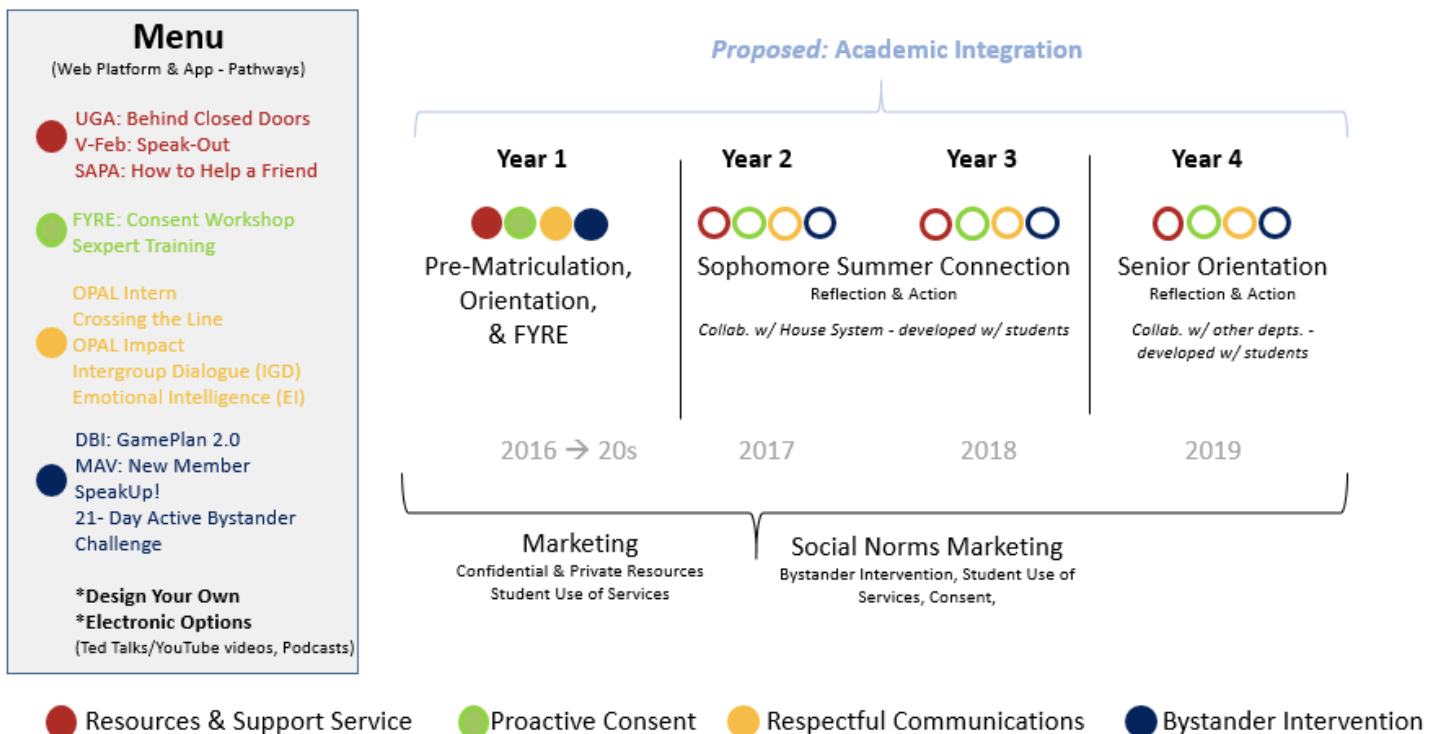 Menu
(Web Platform & App - Pathways)
UGA: Behind Closed Doors
V-Feb: Speak-Out
SAPA: How to Help a Friend
FYRE: Consent Workshop
Sexpert Training
OPAL Intern
Crossing the Line
OPAL Impact
Intergroup Dialogue (IGD)
Emotional Intelligence (EI)
DBI: GamePlan 2.0
MAV: New Member
SpeakUp!
21- Day Active Bystander
Challenge
*Design Your Own
*Electronic Options
(Ted Talks/YouTube videos, Podcasts)
Proposed: Academic Integration
Year 1
Pre-Matriculation,
Orientation,
& FYRE
Year 2
Year 3
Sophomore Summer Connection
Reflection & Action
Collab. w/ House System - developed w/ students
Year 4
Senior Orientation
Reflection & Action
Collab. w/ other depts. -
developed w/ students
2016 → 20s
2017
2018
2019
Marketing
Confidential & Private Resources
Student Use of Services
Social Norms Marketing
Bystander Intervention, Student Use of
Services, Consent,
Resources & Support Service
Proactive Consent
Respectful Communications
Bystander Intervention